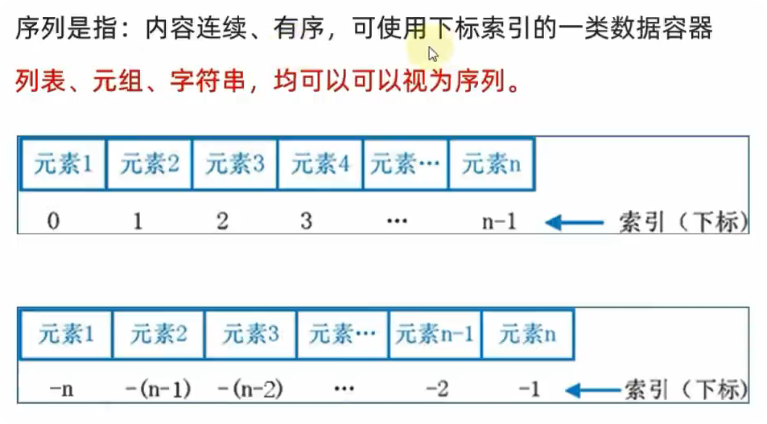 序列是指：内容连续、有序，可使用下标索引的一类数据容器
列表、元组、字符串，均可以可以视为序列。
元素1 元素2 元素3 元素4 元素… 元素n
0 1 2 3 … n-1 索引（下标）
元素1 元素2 元素3 元素… 元素n-1 元素n
-n -(n-1) -(n-2) … -2 -1 索引（下标）